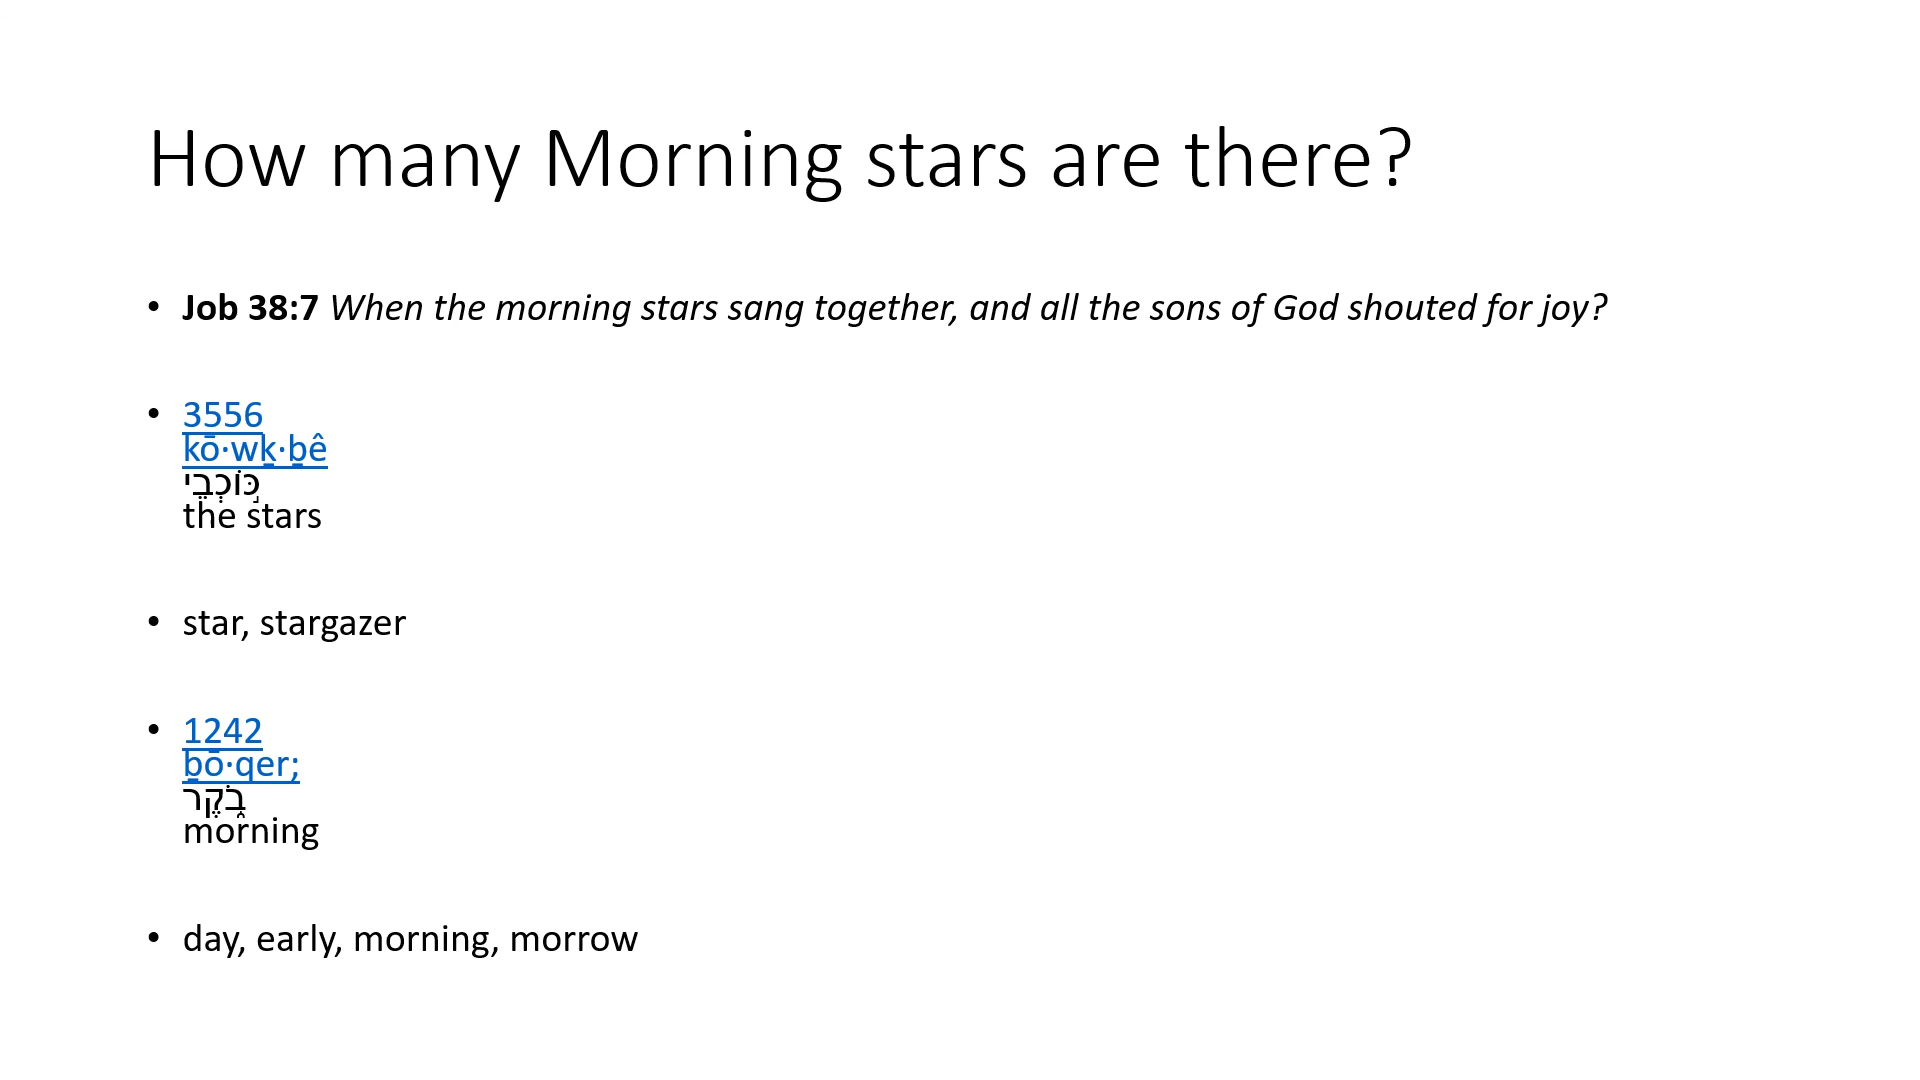 How many Morning stars are there?
• Job 38:7 When the morning stars sang together, and all the sons of God shouted for joy?
• 3556
kō·wḵ·ḇê
כּ֣וֹכְבֵי
the stars
• star, stargazer
• 1242
ḇō·qer;
בֹ֑קֶר
morning
• day, early, morning, morrow